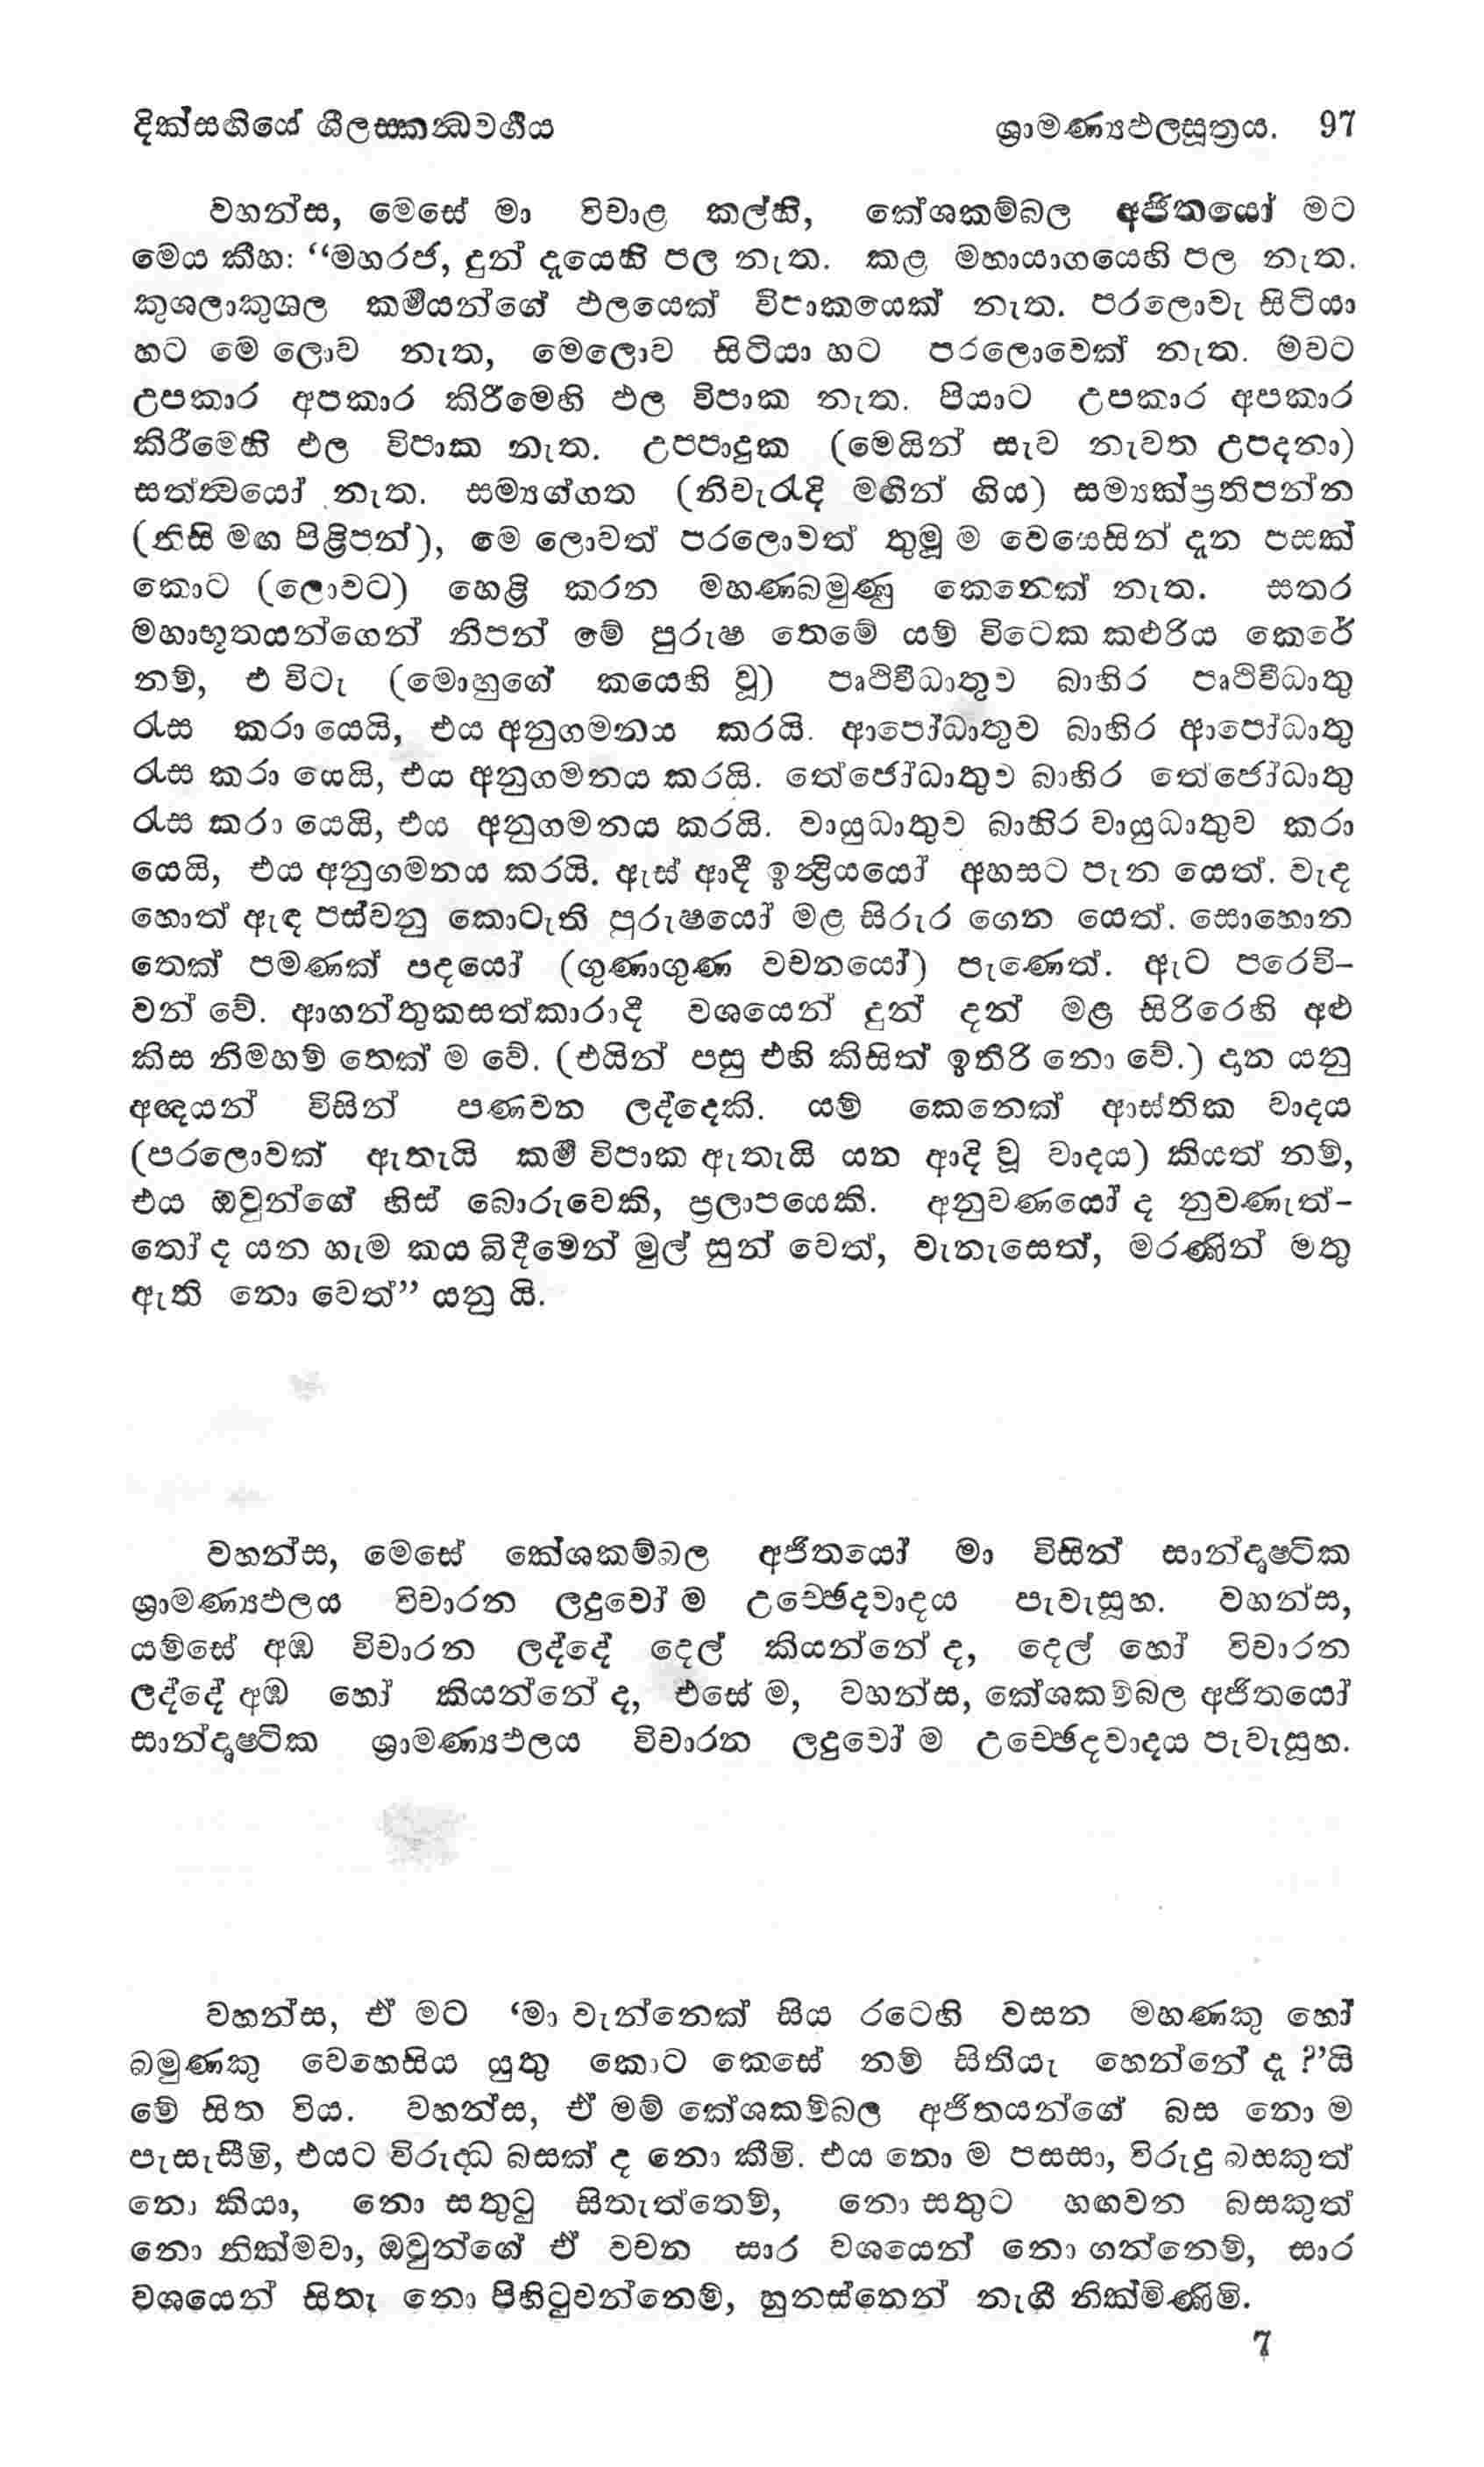 දික්සඟියේ ශීලස්කන්‍ධවර්‍ගය ශ්‍රාමණ්‍යඵලසූත්‍රය. 97
වහන්ස, මෙසේ මා විචාළ කල්හි, කේශකම්බල අජිතයෝ මට
මෙය කීහ: “මහරජ, දුන් දැයෙහි පල නැත. කළ මහායාගයෙහි පල නැත.
කුශලාකුශල කර්‍මයන්ගේ ඵලයෙක් විපාකයෙක් නැත. පරලොවැ සිටියා
හට මෙ ලොව නැත, මෙලොව සිටියා හට පරලොවෙක් නැත. මවට
උපකාර අපකාර කිරීමෙහි ඵල විපාක නැත. පියාට උපකාර අපකාර
කිරීමෙහි ඵල විපාක නැත. උපපාදුක (මෙයින් සැව නැවත උපදනා)
සත්ත්‍වයෝ නැත. සම්‍යග්ගත (නිවැරැදි මඟින් ගිය) සම්‍යක්ප්‍රතිපන්න
(නිසි මඟ පිළිපන්), මෙ ලොවත් පරලොවත් තුමූ ම වෙසෙසින් දැන පසක්
කොට (ලොවට) හෙළි කරන මහණබමුණු කෙනෙක් නැත. සතර
මහාභූතයන්ගෙන් නිපන් මේ පුරුෂ තෙමේ යම් විටෙක කළුරිය කෙරේ
නම්, එ විටැ (මොහුගේ කයෙහි වූ) පෘථිවීධාතුව බාහිර පෘථිවීධාතු
රැස කරා යෙයි, එය අනුගමනය කරයි. ආපෝධාතුව බාහිර ආපෝධාතු
රැස කරා යෙයි, එය අනුගමනය කරයි. තේජෝධාතුව බාහිර තේජෝධාතු
රැස කරා යෙයි, එය අනුගමනය කරයි. වායුධාතුව බාහිර වායුධාතුව කරා
යෙයි, එය අනුගමනය කරයි. ඇස් ආදී ඉන්‍ද්‍රියයෝ අහසට පැන යෙත්. වැද
හොත් ඇඳ පස්වනු කොටැති පුරුෂයෝ මළ සිරුර ගෙන යෙත්. සොහොන
තෙක් පමණක් පදයෝ (ගුණාගුණ වචනයෝ) පැණෙත්. ඇට පරෙවි-
වන් වේ. ආගන්තුකසත්කාරාදී වශයෙන් දුන් දන් මළ සිරිරෙහි අළු
කිස නිමහම් තෙක් ම වේ. (එයින් පසු එහි කිසිත් ඉතිරි නො වේ.) දාන යනු
අඥයන් විසින් පණවන ලද්දෙකි. යම් කෙනෙක් ආස්තික වාදය
(පරලොවක් ඇතැයි කර්‍ම විපාක ඇතැයි යන ආදි වූ වාදය) කියත් නම්,
එය ඔවුන්ගේ හිස් බොරුවෙකි, ප්‍රලාපයෙකි. අනුවණයෝ ද නුවණැත්-
තෝ ද යන හැම කය බිදීමෙන් මුල් සුන් වෙත්, වැනැසෙත්, මරණින් මතු
ඇති නො වෙත්” යනු යි.
වහන්ස, මෙසේ කේශකම්බල අජිතයෝ මා විසින් සාන්දෘෂ්ටික
ශ්‍රාමණ්‍යඵලය විචාරන ලදුවෝ ම උච්ඡේදවාදය පැවැසූහ. වහන්ස,
යම්සේ අඹ විචාරන ලද්දේ දෙල් කියන්නේ ද, දෙල් හෝ විචාරන
ලද්දේ අඹ හෝ කියන්නේ ද, එසේ ම, වහන්ස, කේශකම්බල අජිතයෝ
සාන්දෘෂ්ටික ශ්‍රාමණ්‍යඵලය විචාරන ලදුවෝ ම උච්ඡේදවාදය පැවැසූහ.
වහන්ස, ඒ මට ‘මා වැන්නෙක් සිය රටෙහි වසන මහණකු හෝ
බමුණකු වෙහෙසිය යුතු කොට කෙසේ නම් සිතියැ හෙන්නේ දැ ?’යි
මේ සිත විය. වහන්ස, ඒ මම් කේශකම්බල අජිතයන්ගේ බස නො ම
පැසැසීමි, එයට විරුද්‍ධ බසක් ද නො කීමි. එය නො ම පසසා, විරුදු බසකුත්
නො කියා, නො සතුටු සිතැත්තෙම්, නො සතුට හඟවන බසකුත්
නො නික්මවා, ඔවුන්ගේ ඒ වචන සාර වශයෙන් නො ගන්නෙම්, සාර
වශයෙන් සිතැ නො පිහිටුවන්නෙම්, හුනස්නෙන් නැගී නික්මිණිමි.
7